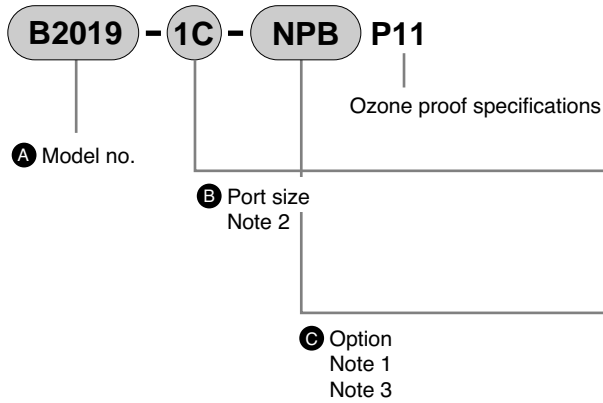 B2019 - 1C - NPB P11
Ozone proof specifications
A Model no.
B Port size
Note 2
C Option
Note 1
Note 3